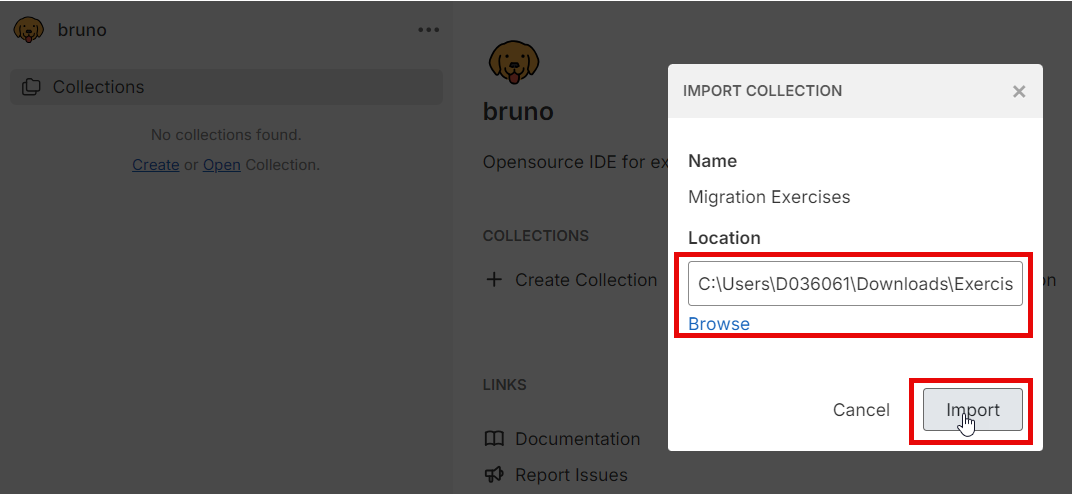 bruno
Collections
No collections found.
Create or Open Collection.
bruno
Opensource IDE for ex
COLLECTIONS
Create Collection
on
LINKS
Documentation
Report Issues
IMPORT COLLECTION
Name
Migration Exercises
Location
C:\Users\D036061\Downloads\Exercis
Browse
Cancel
Import